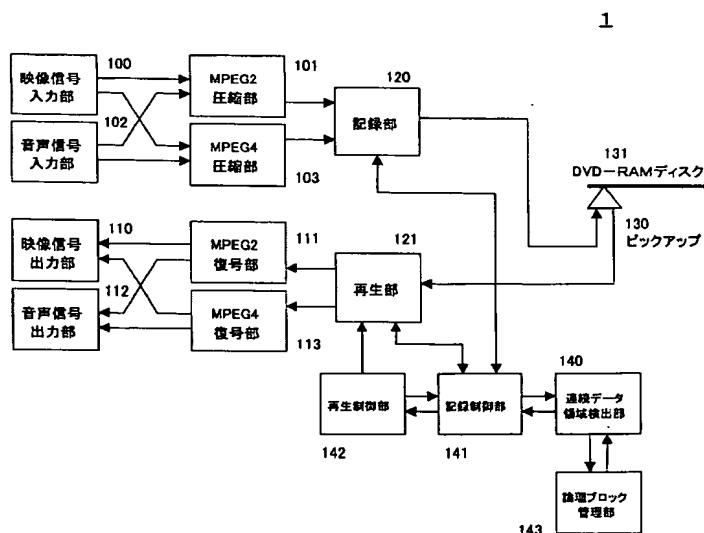 1
100
映像信号
入力部
102
音声信号
入力部
101
MPEG2
圧縮部
MPEG4
圧縮部
103
120
記録部
131
DVD-RAMディスク
130
ピックアップ
110
映像信号
出力部
112
音声信号
出力部
111
MPEG2
復号部
MPEG4
復号部
113
121
再生部
再生制御部
142
記録制御部
141
140
連続データ
領域検出部
論理ブロック
管理部
143